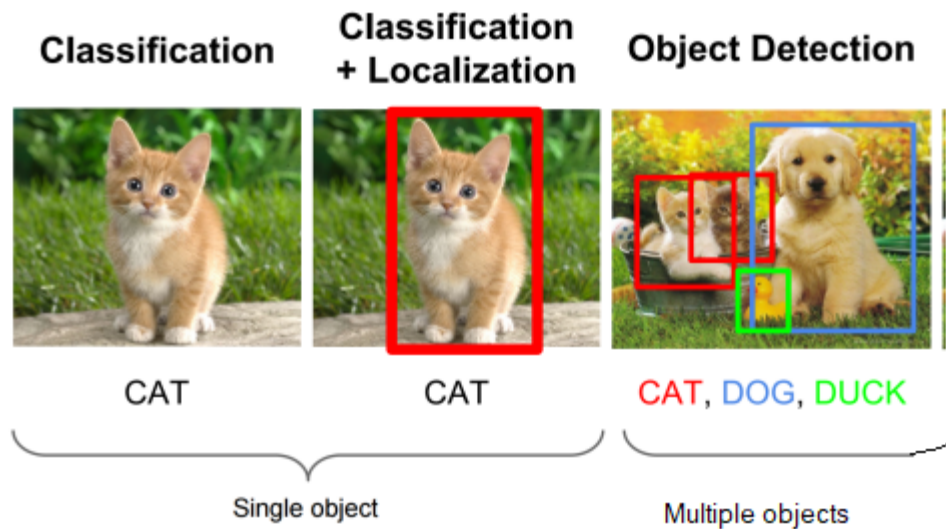 Classification
Classification
+ Localization
Object Detection
CAT
CAT
CAT, DOG, DUCK
Single object
Multiple objects